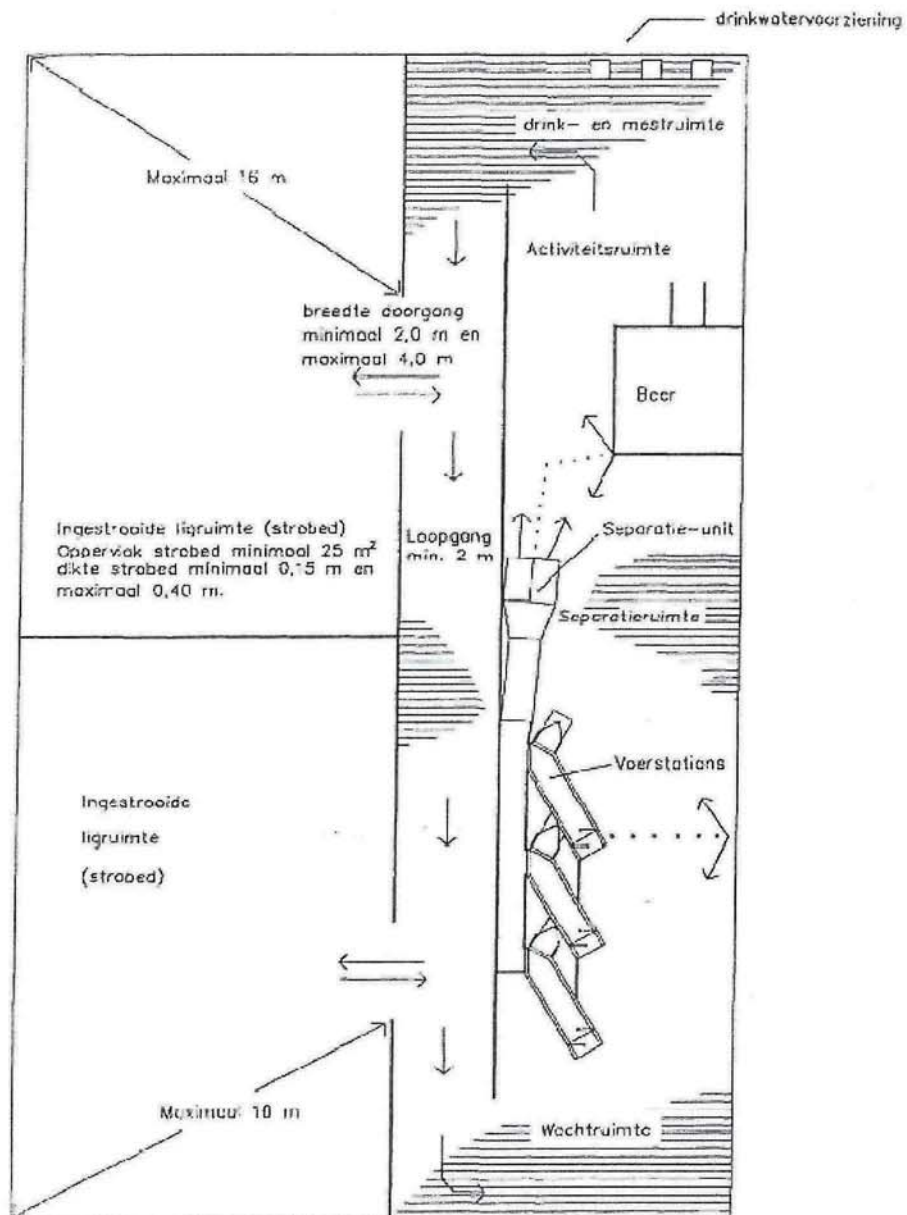 drinkwatervoorziening
drink- en mestruimte
Maximaal 16 m
Activiteitsruimte
breedte doorgang
minimaal 2,0 m en
maximaal 4,0 m
Beer
Ingestrooide ligruimte (strobed)
Oppervlak strobed minimaal 25 m²
dikte strobed minimaal 0,15 m en
maximaal 0,40 m.
Loopgang
min. 2 m
Separatie-unit
Separatieruimte
Voerstations
Ingestrooide
ligruimte
(strobed)
Maximaal 10 m
Wachtruimte